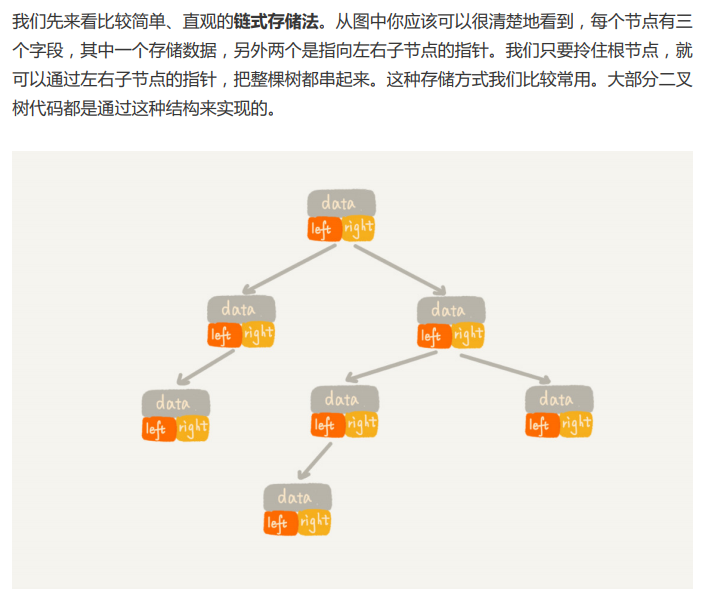 我们先来看比较简单、直观的链式存储法。从图中你应该可以很清楚地看到，每个节点有三
个字段，其中一个存储数据，另外两个是指向左右子节点的指针。我们只要拎住根节点，就
可以通过左右子节点的指针，把整棵树都串起来。这种存储方式我们比较常用。大部分二叉
树代码都是通过这种结构来实现的。
data
left right
data
left right
data
left right
data
left right
data
left right
data
left right
data
left right